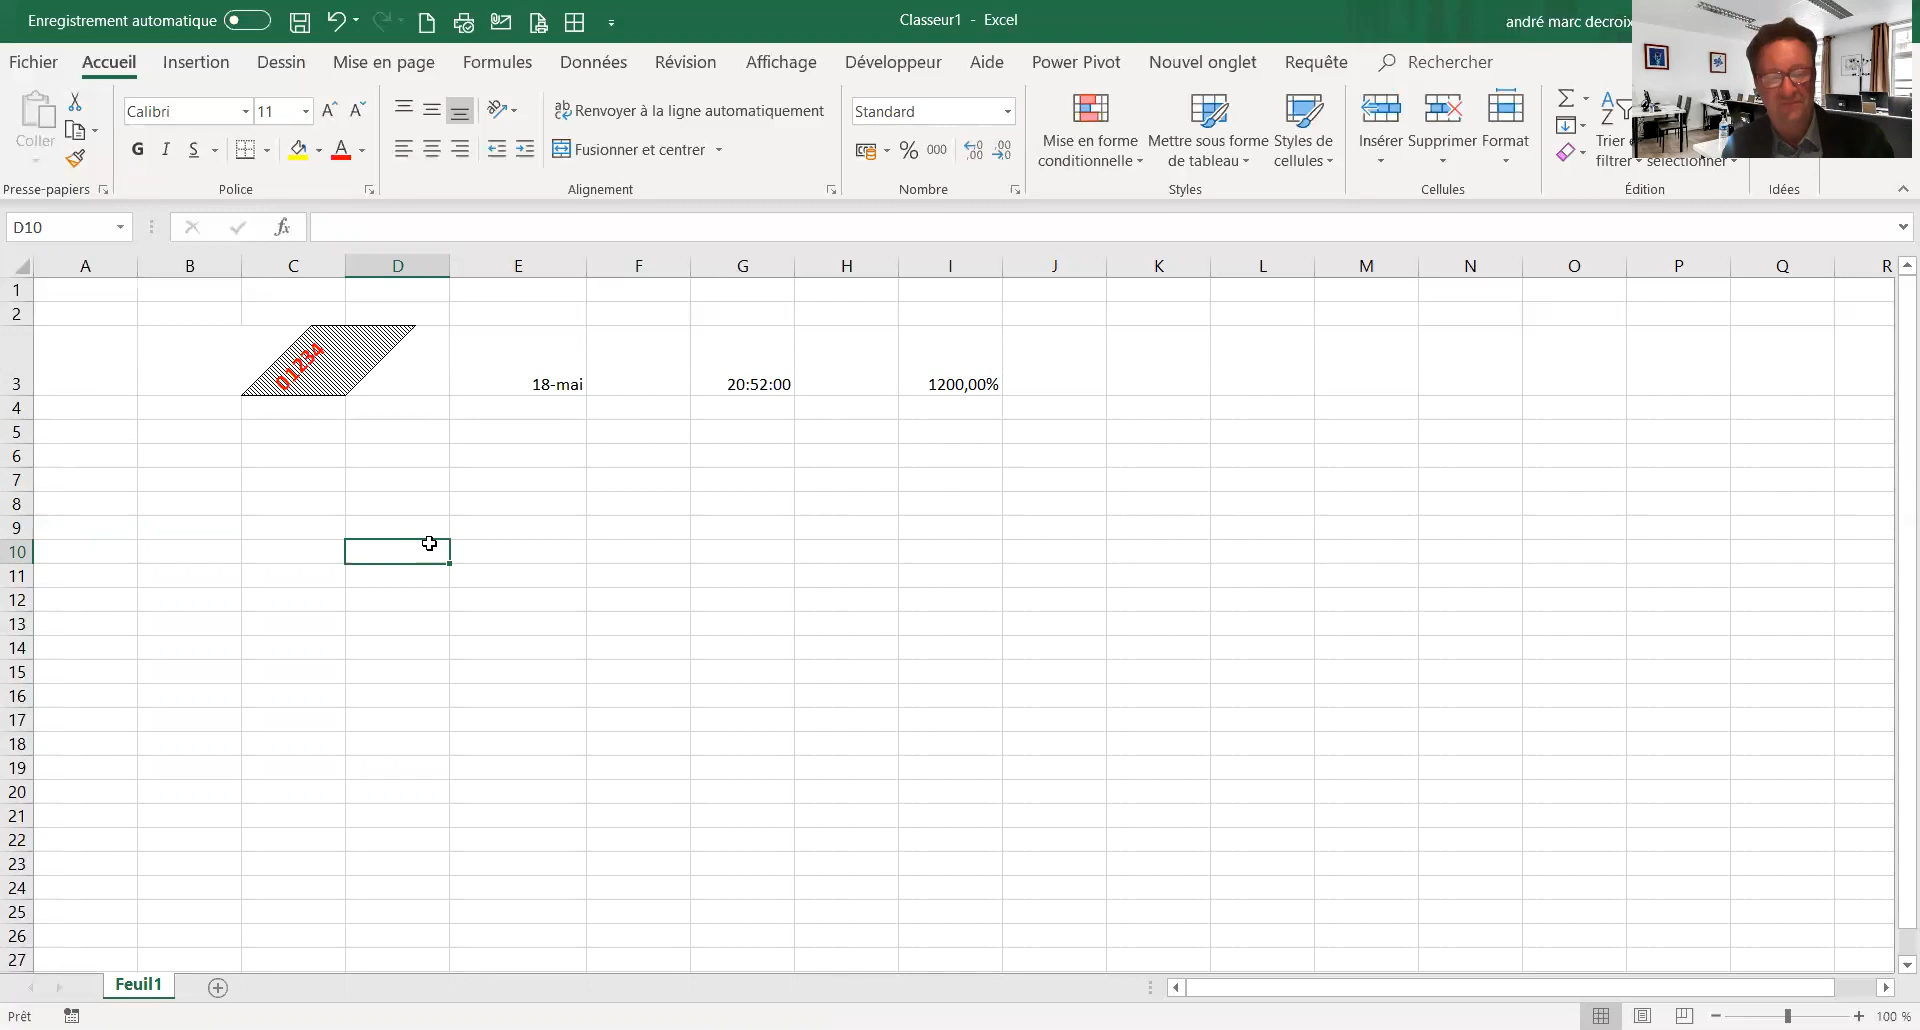 Enregistrement automatique
Classeur1 - Excel
andré marc decroix
Fichier Accueil Insertion Dessin Mise en page Formules Données Révision Affichage Développeur Aide Power Pivot Nouvel onglet Requête Rechercher
Coller
Presse-papiers
Calibri 11
G I S
Police
Renvoyer à la ligne automatiquement
Fusionner et centrer
Alignement
Standard
% 000
Nombre
Mise en forme
conditionnelle
Mettre sous forme
de tableau
Styles de
cellules
Styles
Insérer Supprimer Format
Cellules
Trier
filtrer
sélectionner
Édition
Idées
D10
fx
A B C D E F G H I J K L M N O P Q R
1
2
3 01234 18-mai 20:52:00 1200,00%
4
5
6
7
8
9
10
11
12
13
14
15
16
17
18
19
20
21
22
23
24
25
26
27
Feuil1
Prêt
100 %